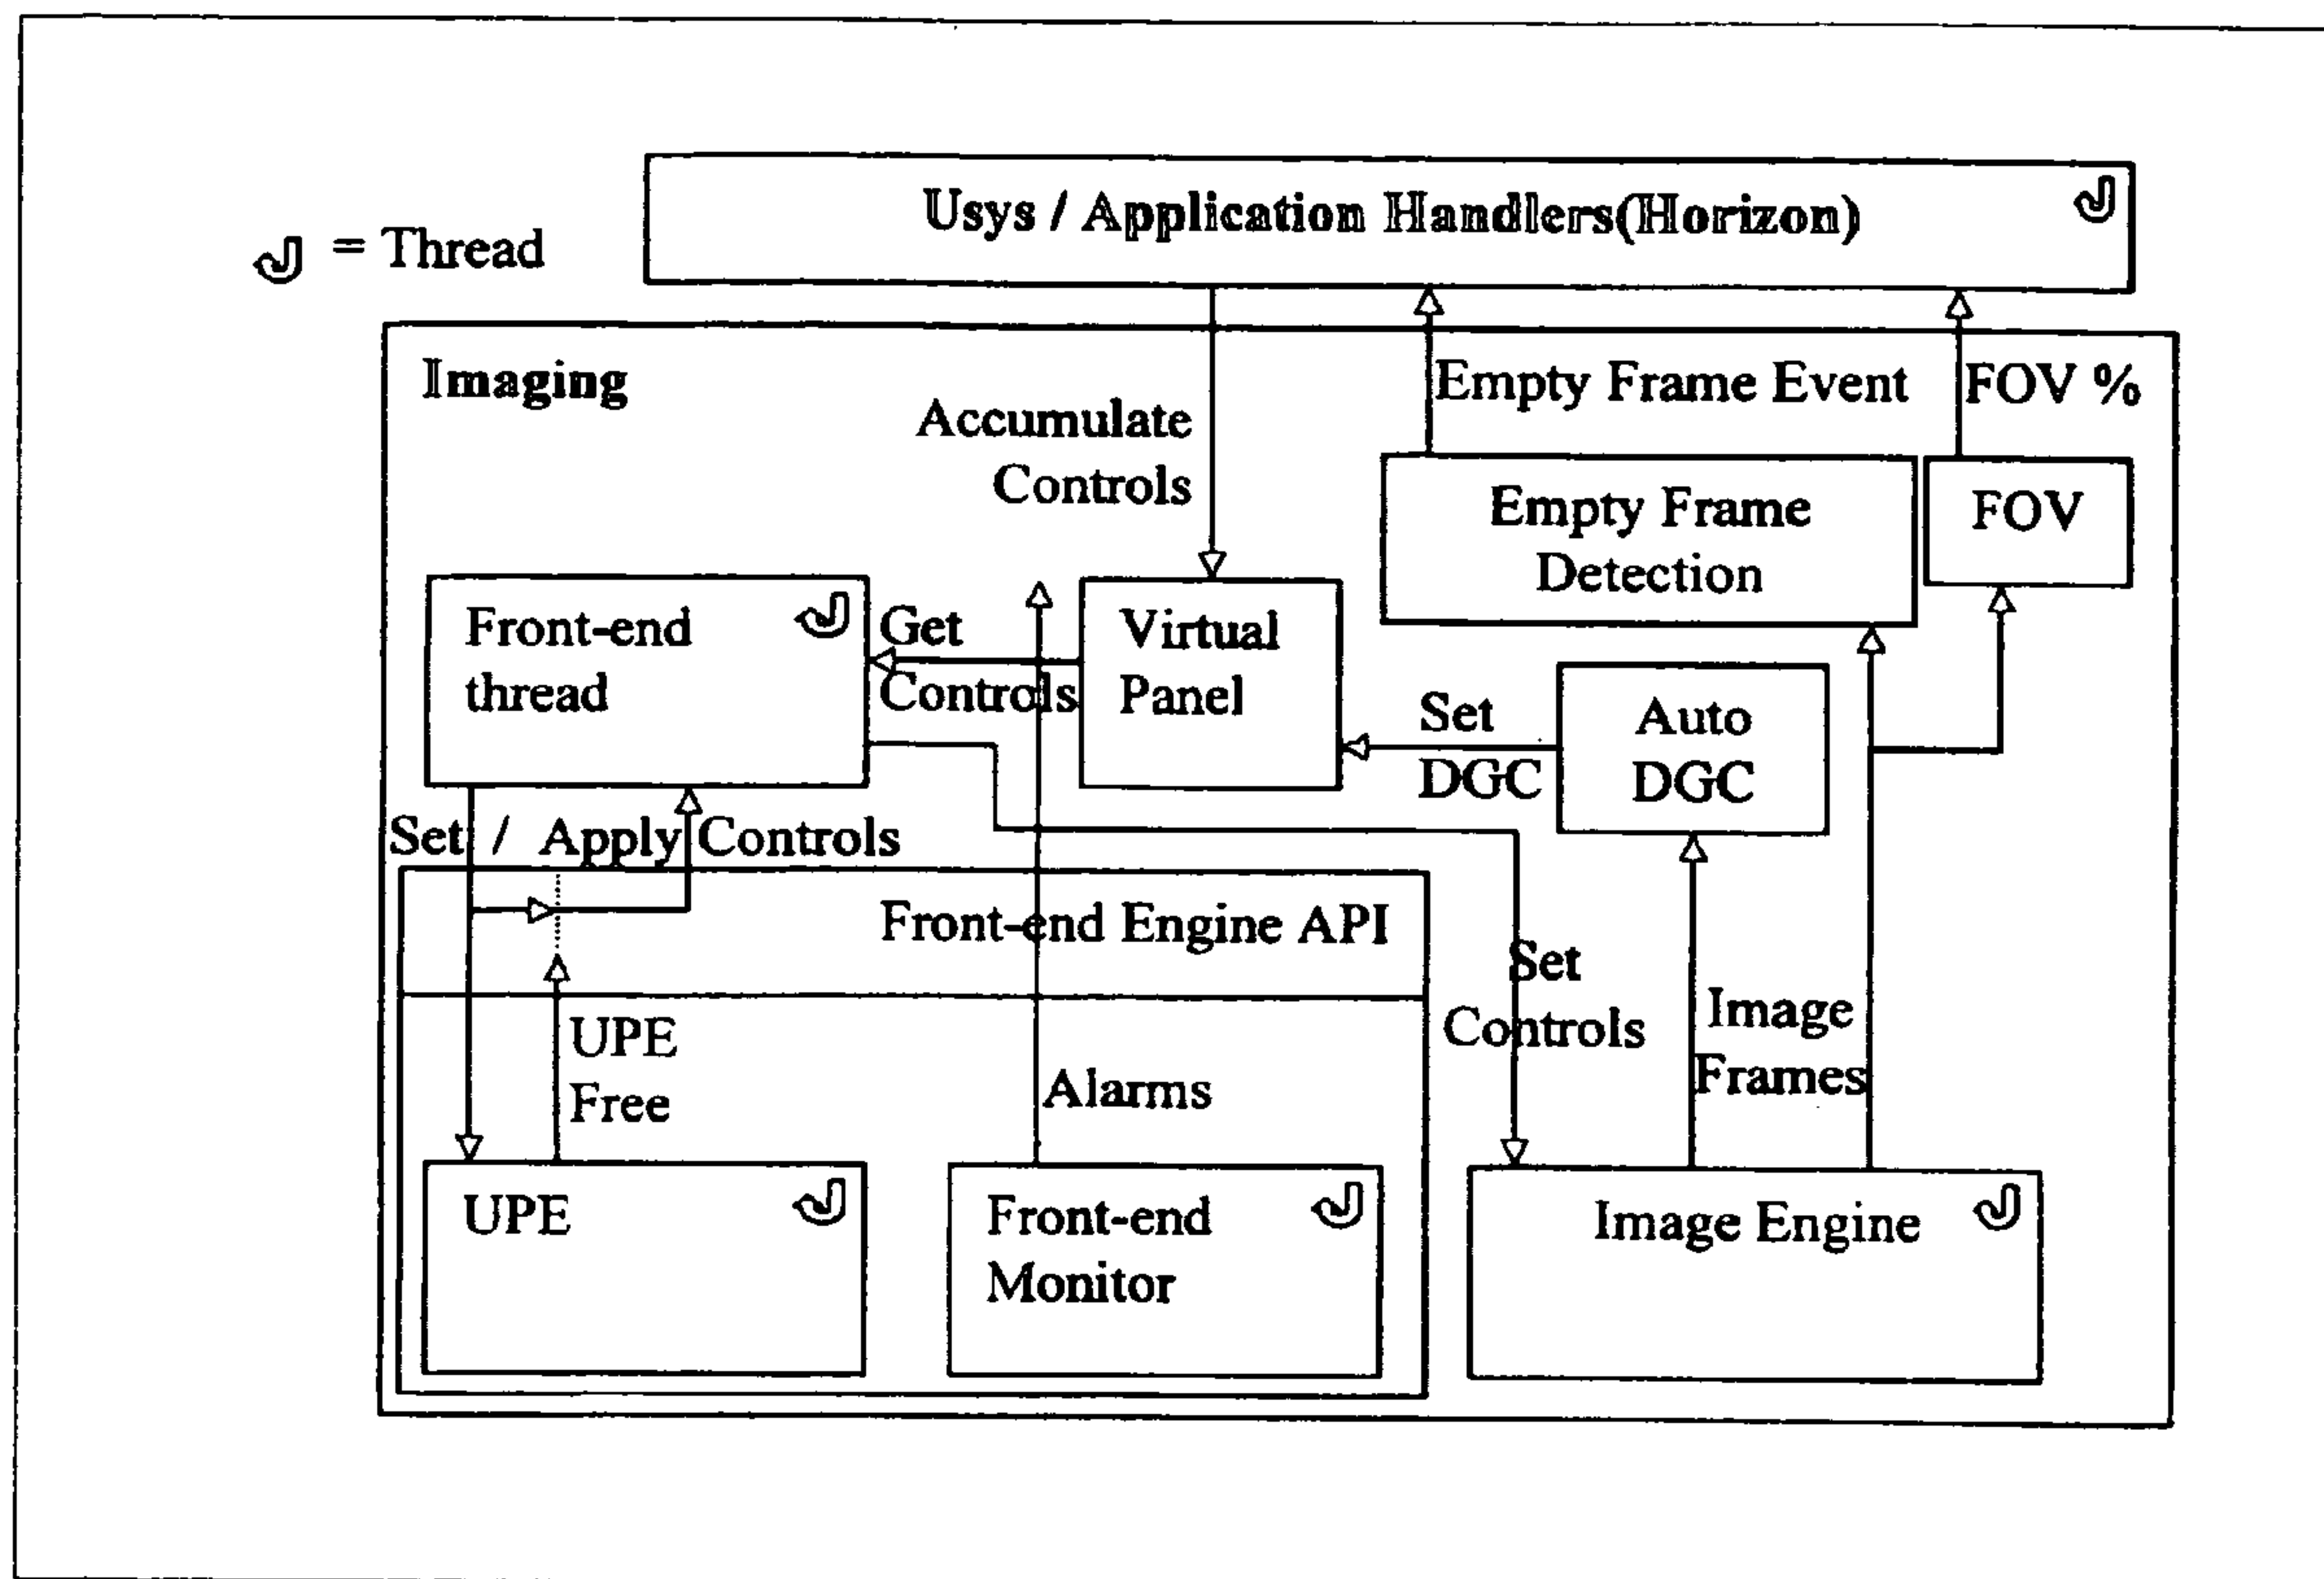 Usys / Application Handlers(Horizon)
= Thread
Imaging
Empty Frame Event
FOV %
Accumulate
Controls
Empty Frame
Detection
FOV
Front-end
thread
Get
Controls
Virtual
Panel
Set
DGC
Auto
DGC
Set / Apply Controls
Front-end Engine API
Set
Controls
Image
Frames
UPE
Free
Alarms
UPE
Front-end
Monitor
Image Engine